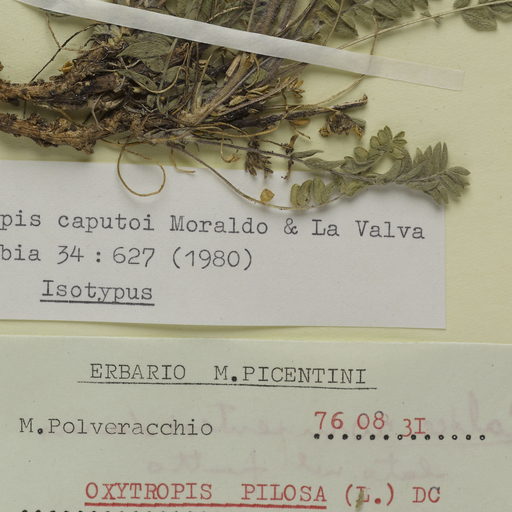 pis caputoi Moraldo & La Valva
bia 34 : 627 (1980)
Isotypus
ERBARIO M.PICENTINI
M.Polveracchio 76 08 31
OXYTROPIS PILOSA (L.) DC